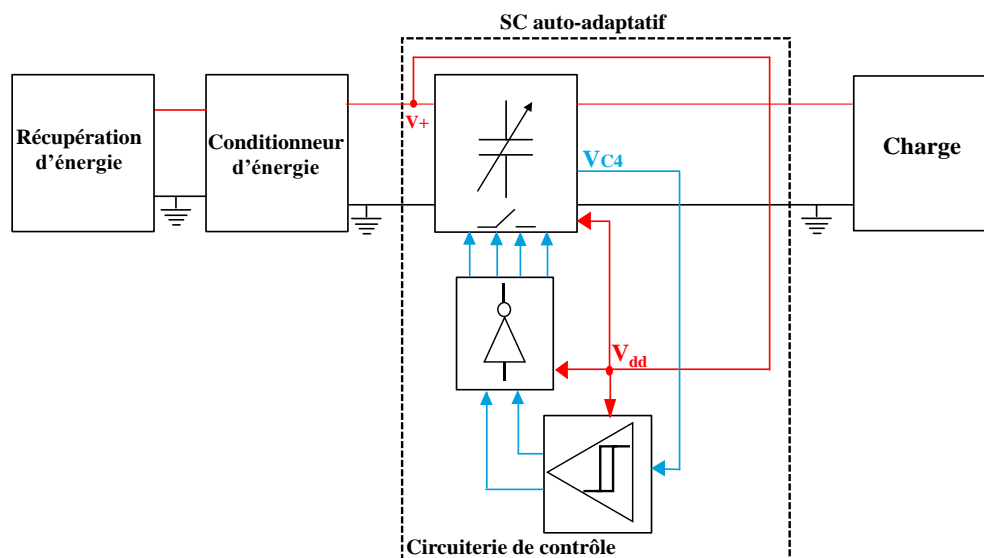 SC auto-adaptatif
Récupération
d'énergie
Conditionneur
d'énergie
V+
VC4
Charge
Vdd
Circuiterie de contrôle